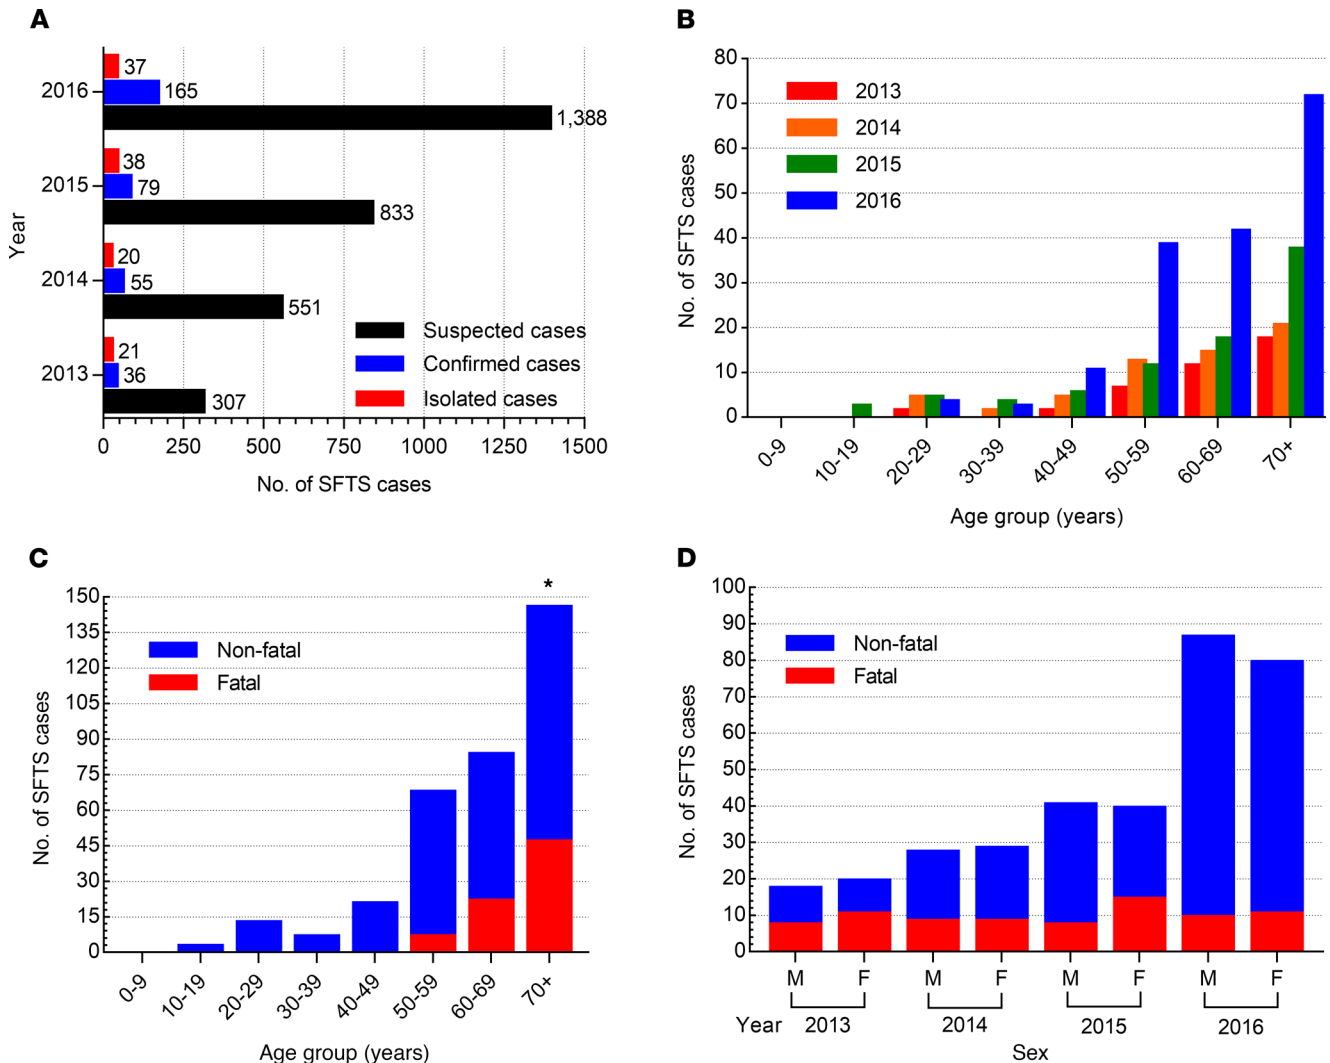 A
Year
2016
37
165
1,388
2015
38
79
833
2014
20
55
551
2013
21
36
307
Suspected cases
Confirmed cases
Isolated cases
0 250 500 750 1000 1250 1500
No. of SFTS cases
B
No. of SFTS cases
80
70
60
50
40
30
20
10
0
2013
2014
2015
2016
0-9 10-19 20-29 30-39 40-49 50-59 60-69 70+
Age group (years)
C
No. of SFTS cases
150
135
120
105
90
75
60
45
30
15
0
*
Non-fatal
Fatal
0-9 10-19 20-29 30-39 40-49 50-59 60-69 70+
Age group (years)
D
No. of SFTS cases
100
90
80
70
60
50
40
30
20
10
0
Non-fatal
Fatal
M F M F M F M F
Year 2013 2014 2015 2016
Sex